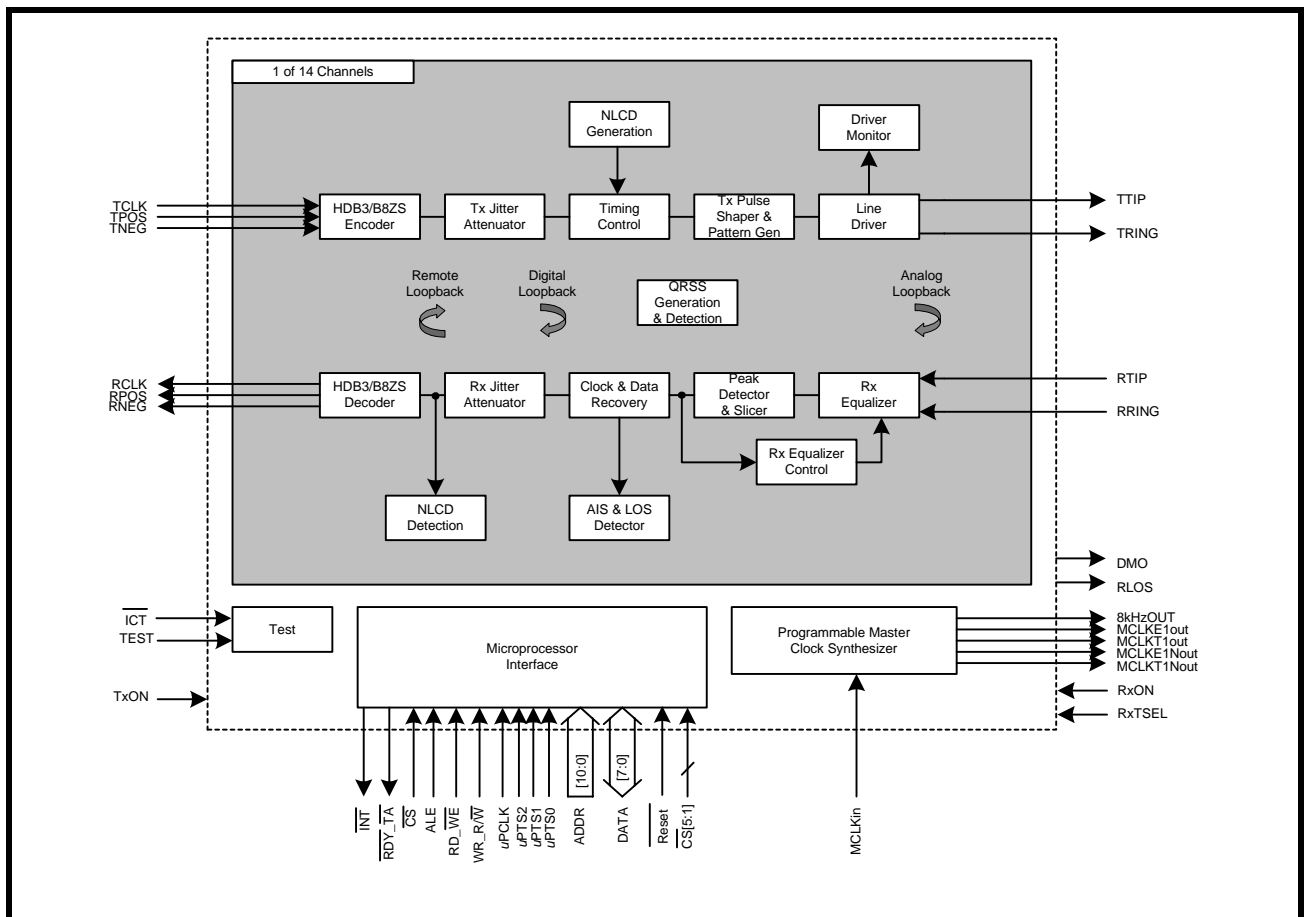 1 of 14 Channels
NLCD
Generation
Driver
Monitor
TCLK
TPOS
TNEG
HDB3/B8ZS
Encoder
Tx Jitter
Attenuator
Timing
Control
Tx Pulse
Shaper &
Pattern Gen
Line
Driver
TTIP
TRING
Remote
Loopback
Digital
Loopback
QRSS
Generation
& Detection
Analog
Loopback
RCLK
RPOS
RNEG
HDB3/B8ZS
Decoder
Rx Jitter
Attenuator
Clock & Data
Recovery
Peak
Detector
& Slicer
Rx
Equalizer
RTIP
RRING
Rx Equalizer
Control
NLCD
Detection
AIS & LOS
Detector
DMO
RLOS
ICT
TEST
Test
Microprocessor
Interface
Programmable Master
Clock Synthesizer
8kHzOUT
MCLKE1out
MCLKT1out
MCLKE1Nout
MCLKT1Nout
TxON
RxON
RxTSEL
INT
RDY_TA
CS
ALE
RD_WE
WR_R/W
uPCLK
uPTS2
uPTS1
uPTS0
[10:0]
ADDR
[7:0]
DATA
Reset
CS[5:1]
MCLKin